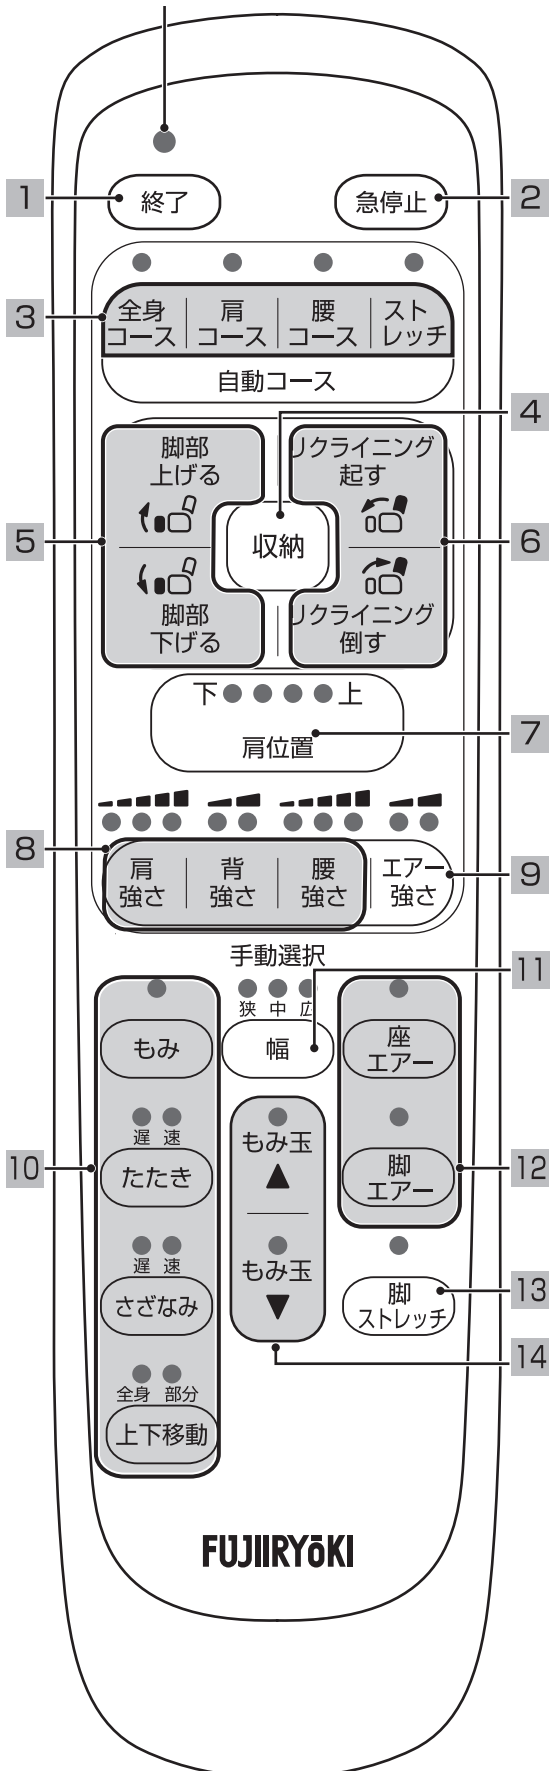 1
終了
急停止
2
3
全身
コース
肩
コース
腰
コース
スト
レッチ
自動コース
4
5
脚部
上げる
収納
リクライニング
起す
6
脚部
下げる
リクライニング
倒す
下
上
肩位置
7
8
肩
強さ
背
強さ
腰
強さ
エアー
強さ
9
手動選択
11
狭 中 広
もみ
幅
座
エアー
10
遅 速
たたき
もみ玉
▲
脚
エアー
12
遅 速
さざなみ
もみ玉
▼
脚
ストレッチ
13
14
全身 部分
上下移動
FUJIIRYōKI